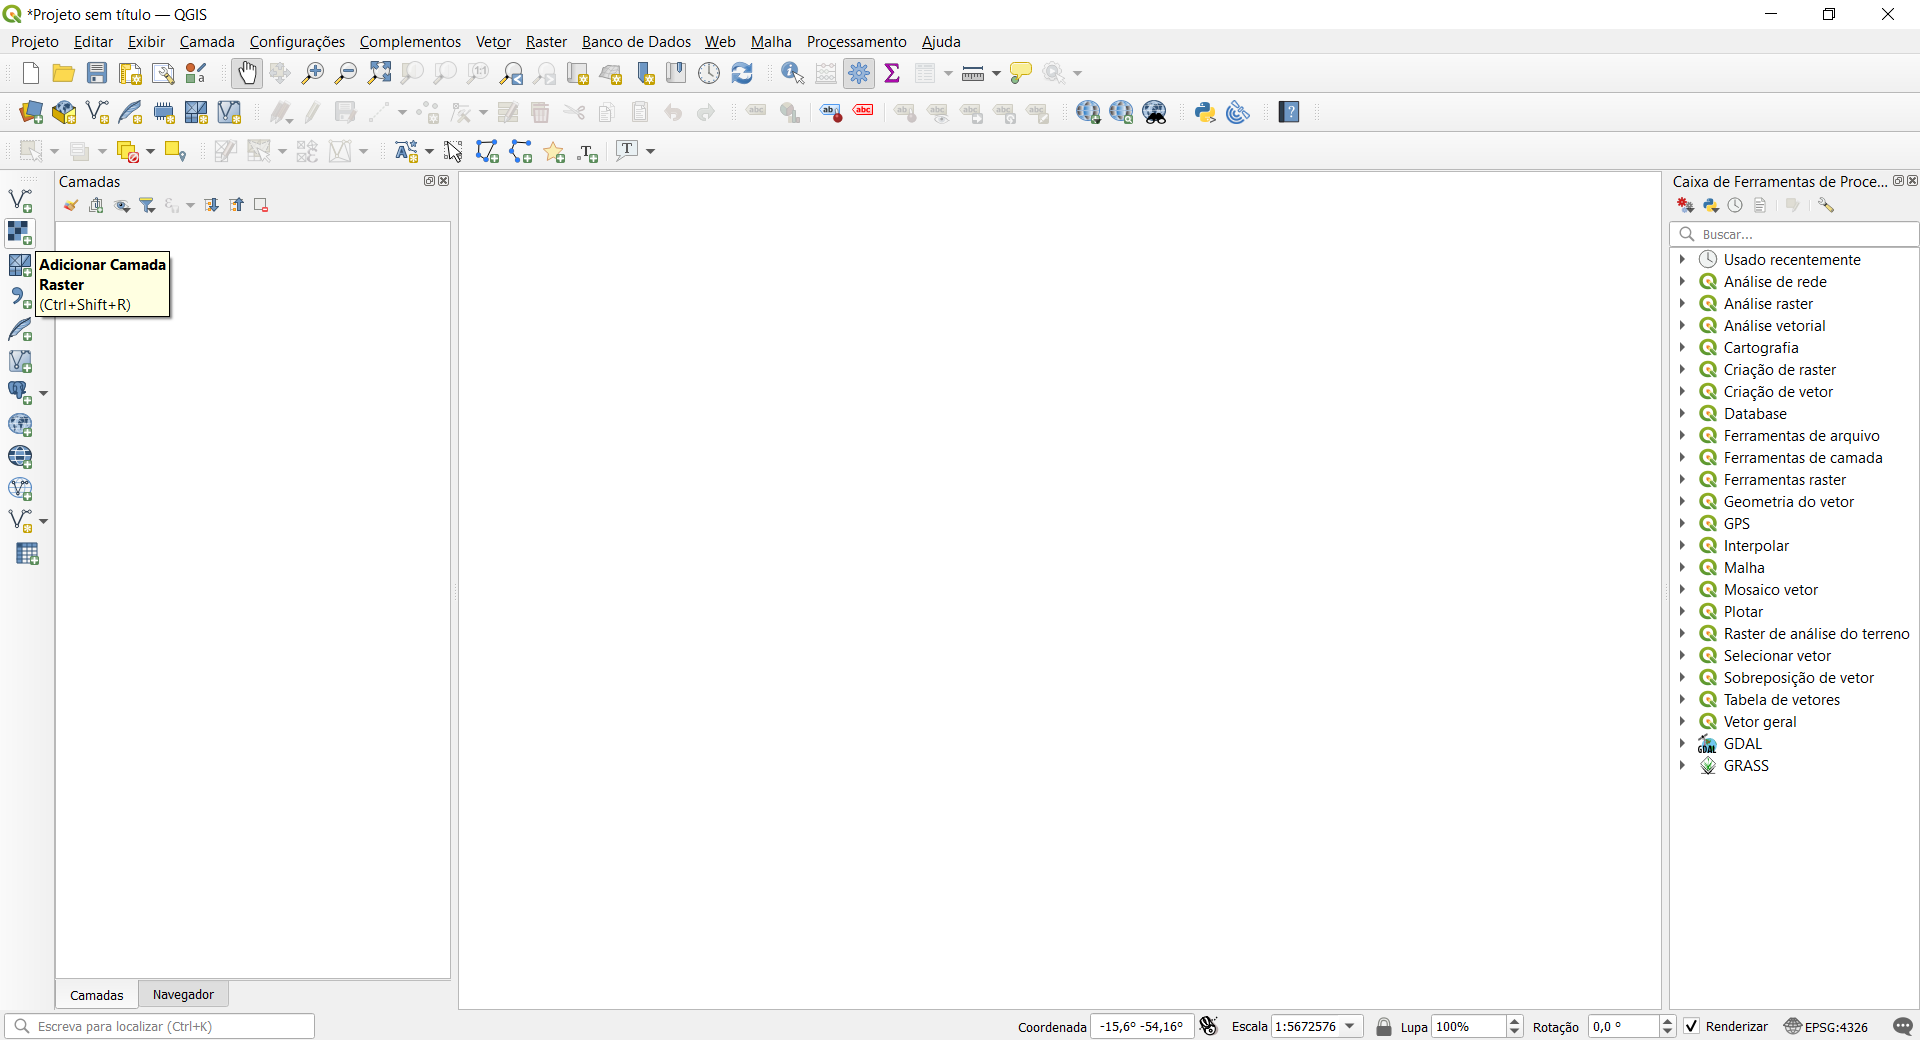 *Projeto sem título — QGIS
Projeto Editar Exibir Camada Configurações Complementos Vetor Raster Banco de Dados Web Malha Processamento Ajuda
Camadas
Adicionar Camada
Raster
(Ctrl+Shift+R)
Camadas Navegador
Caixa de Ferramentas de Proce...
Buscar...
Usado recentemente
Análise de rede
Análise raster
Análise vetorial
Cartografia
Criação de raster
Criação de vetor
Database
Ferramentas de arquivo
Ferramentas de camada
Ferramentas raster
Geometria do vetor
GPS
Interpolar
Malha
Mosaico vetor
Plotar
Raster de análise do terreno
Selecionar vetor
Sobreposição de vetor
Tabela de vetores
Vetor geral
GDAL
GRASS
Escreva para localizar (Ctrl+K)
Coordenada -15,6° -54,16° Escala 1:5672576 Lupa 100% Rotação 0,0 ° Renderizar EPSG:4326